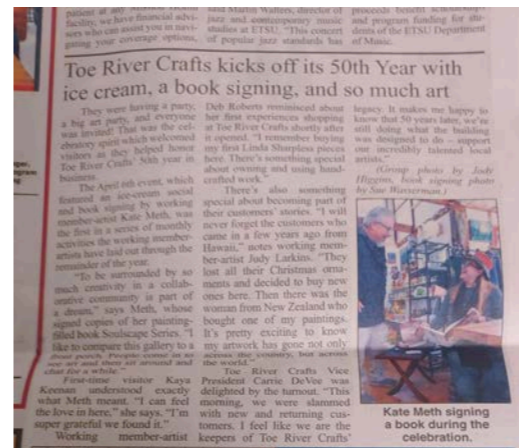 patient at any
facility, we have financial advi-
sors who can assist you in navi-
gating your coverage options,
and Martin Walters, director of
jazz and contemporary music
studies at ETSU. "This concert
of popular jazz standards has
proceeds benefit scholarships
and program funding for stu-
dents of the ETSU Department
of Music.
Toe River Crafts kicks off its 50th Year with
ice cream, a book signing, and so much art
They were having a party,
a big art party, and everyone
was invited! That was the cel-
ebratory spirit which welcomed
visitors as they helped honor
Toe River Crafts' 50th year in
business.
The April 6th event, which
featured an ice-cream social
and book signing by working
member-artist Kate Meth, was
the first in a series of monthly
activities the working member-
artists have laid out through the
remainder of the year.
"To be surrounded by so
much creativity in a collab-
orative community is part of
a dream," says Meth, whose
signed copies of her painting-
filled book Soulscape Series. "I
like to compare this gallery to a
front porch. People come in to
see art and then sit around and
chat for a while."
First-time visitor Kaya
Keenan understood exactly
what Meth meant. "I can feel
the love in here," she says. "I'm
super grateful we found it."
Working member-artist
Deb Roberts reminisced about
her first experiences shopping
at Toe River Crafts shortly after
it opened. "I remember buying
my first Linda Sharpless pieces
here. There's something special
about owning and using hand-
crafted work."
There's also something
special about becoming part of
their customers' stories. "I will
never forget the customers who
came in a few years ago from
Hawaii," notes working mem-
ber-artist Judy Larkins. "They
lost all their Christmas orna-
ments and decided to buy new
ones here. Then there was the
woman from New Zealand who
bought one of my paintings.
It's pretty exciting to know
my artwork has gone not only
across the country, but across
the world."
Toe River Crafts Vice
President Carrie DeVee was
delighted by the turnout. "This
morning, we were slammed
with new and returning cus-
tomers. I feel like we are the
keepers of Toe River Crafts'
legacy. It makes me happy to
know that 50 years later, we're
still doing what the building
was designed to do – support
our incredibly talented local
artists."
(Group photo by Jody
Higgins, book signing photo
by Sue Wasserman.)
Kate Meth signing
a book during the
celebration.